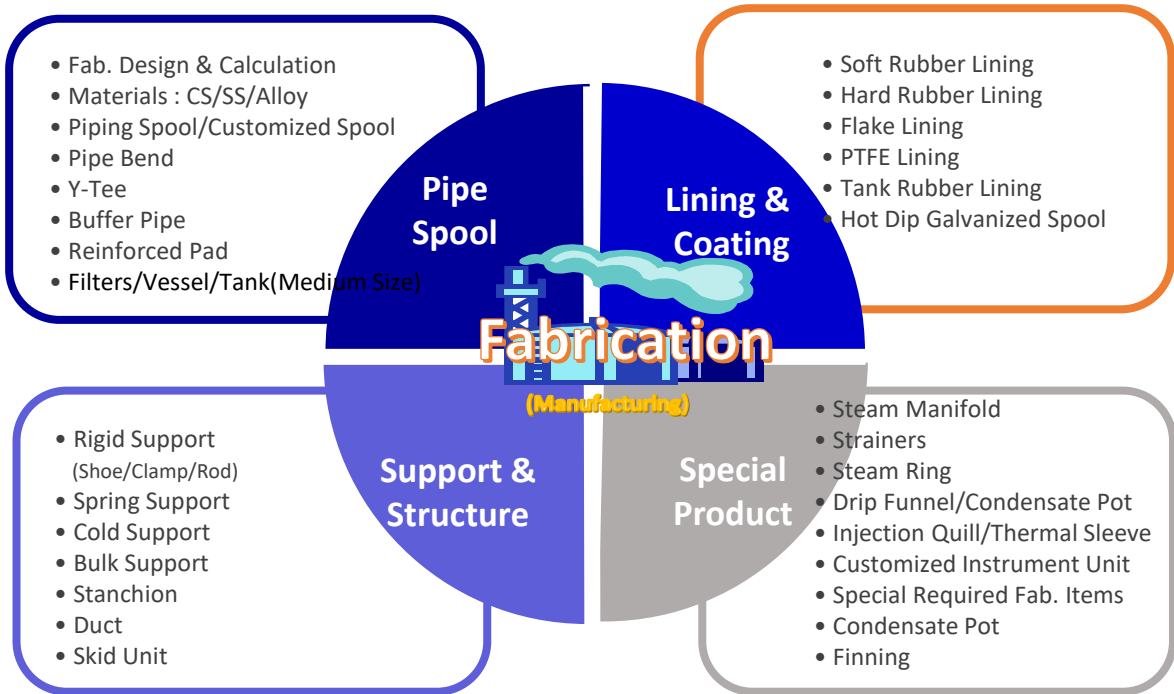 • Fab. Design & Calculation
• Materials : CS/SS/Alloy
• Piping Spool/Customized Spool
• Pipe Bend
• Y-Tee
• Buffer Pipe
• Reinforced Pad
• Filters/Vessel/Tank(Medium Size)
Pipe
Spool
Lining &
Coating
• Soft Rubber Lining
• Hard Rubber Lining
• Flake Lining
• PTFE Lining
• Tank Rubber Lining
• Hot Dip Galvanized Spool
Fabrication
(Manufacturing)
• Rigid Support
(Shoe/Clamp/Rod)
• Spring Support
• Cold Support
• Bulk Support
• Stanchion
• Duct
• Skid Unit
Support &
Structure
Special
Product
• Steam Manifold
• Strainers
• Steam Ring
• Drip Funnel/Condensate Pot
• Injection Quill/Thermal Sleeve
• Customized Instrument Unit
• Special Required Fab. Items
• Condensate Pot
• Finning